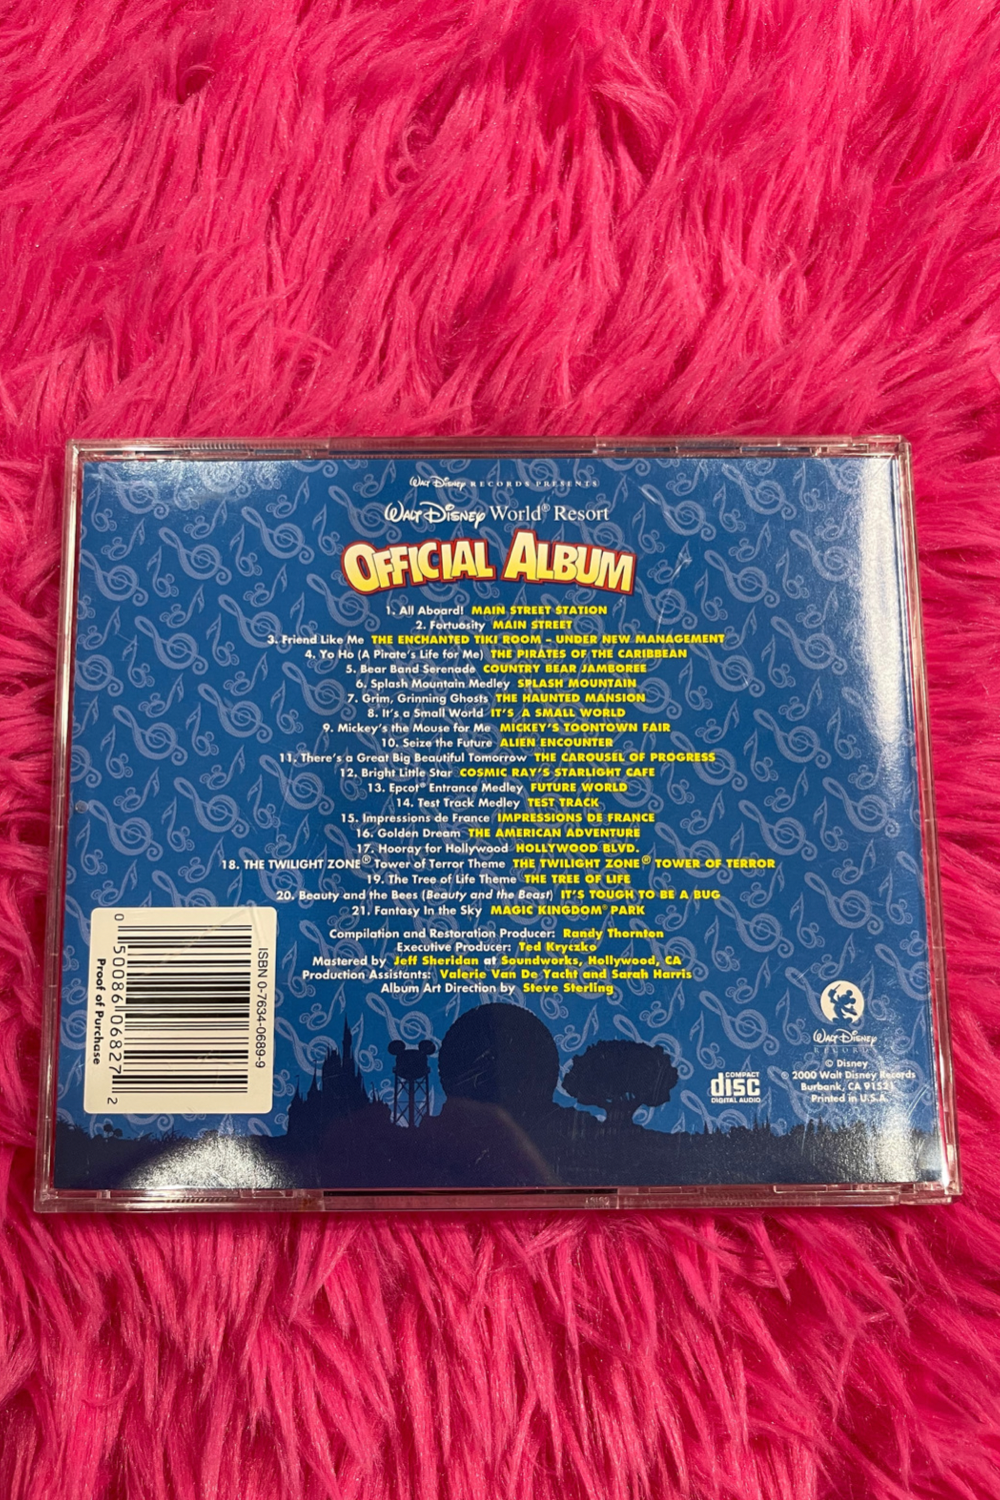 Walt Disney RECORDS PRESENTS
Walt Disney World® Resort
OFFICIAL ALBUM
1. All Aboard! MAIN STREET STATION
2. Fortuosity MAIN STREET
3. Friend Like Me THE ENCHANTED TIKI ROOM – UNDER NEW MANAGEMENT
4. Yo Ho (A Pirate's Life for Me) THE PIRATES OF THE CARIBBEAN
5. Bear Band Serenade COUNTRY BEAR JAMBOREE
6. Splash Mountain Medley SPLASH MOUNTAIN
7. Grim, Grinning Ghosts THE HAUNTED MANSION
8. It's a Small World IT'S A SMALL WORLD
9. Mickey's the Mouse for Me MICKEY'S TOONTOWN FAIR
10. Seize the Future ALIEN ENCOUNTER
11. There's a Great Big Beautiful Tomorrow THE CAROUSEL OF PROGRESS
12. Bright Little Star COSMIC RAY'S STARLIGHT CAFE
13. Epcot® Entrance Medley FUTURE WORLD
14. Test Track Medley TEST TRACK
15. Impressions de France IMPRESSIONS DE FRANCE
16. Golden Dream THE AMERICAN ADVENTURE
17. Hooray for Hollywood HOLLYWOOD BLVD.
18. THE TWILIGHT ZONE® Tower of Terror Theme THE TWILIGHT ZONE® TOWER OF TERROR
19. The Tree of Life Theme THE TREE OF LIFE
20. Beauty and the Bees (Beauty and the Beast) IT'S TOUGH TO BE A BUG
21. Fantasy In the Sky MAGIC KINGDOM® PARK
Compilation and Restoration Producer: Randy Thornton
Executive Producer: Ted Kryczko
Mastered by Jeff Sheridan at Soundworks, Hollywood, CA
Production Assistants: Valerie Van De Yacht and Sarah Harris
Album Art Direction by Steve Sterling
ISBN 0-7634-0689-9
0 50086 06827 2
Proof of Purchase
COMPACT
disc
DIGITAL AUDIO
Walt Disney
RECORDS
© Disney
℗ 2000 Walt Disney Records
Burbank, CA 91521
Printed in U.S.A.